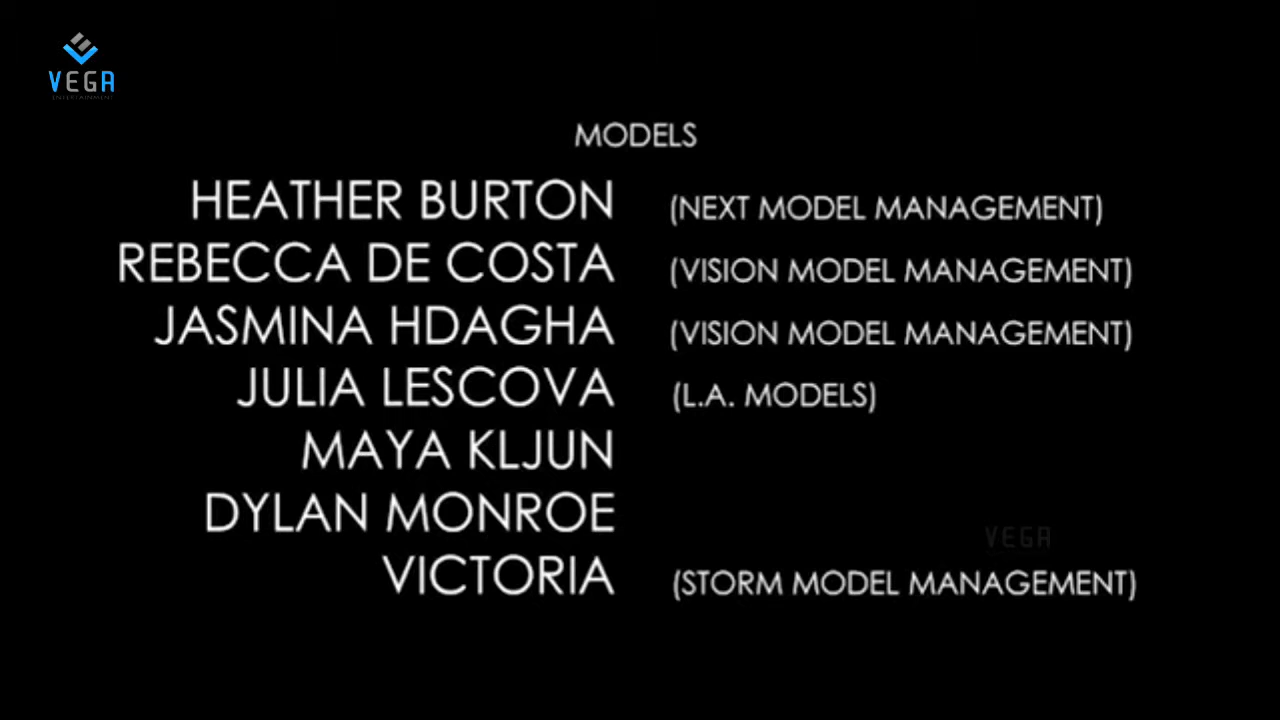 VEGA
ENTERTAINMENT
MODELS
HEATHER BURTON (NEXT MODEL MANAGEMENT)
REBECCA DE COSTA (VISION MODEL MANAGEMENT)
JASMINA HDAGHA (VISION MODEL MANAGEMENT)
JULIA LESCOVA (L.A. MODELS)
MAYA KLJUN
DYLAN MONROE
VEGA
VICTORIA (STORM MODEL MANAGEMENT)